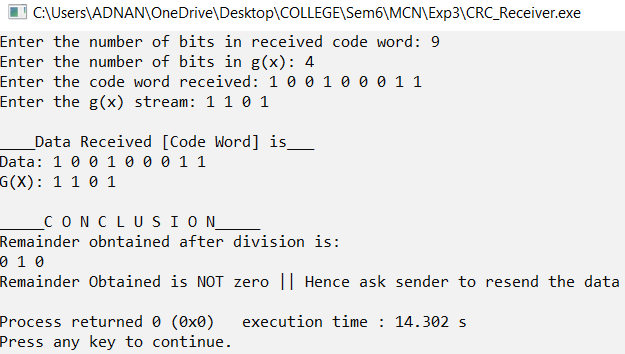 C:\Users\ADNAN\OneDrive\Desktop\COLLEGE\Sem6\MCN\Exp3\CRC_Receiver.exe
Enter the number of bits in received code word: 9
Enter the number of bits in g(x): 4
Enter the code word received: 1 0 0 1 0 0 0 1 1
Enter the g(x) stream: 1 1 0 1
____Data Received [Code Word] is___
Data: 1 0 0 1 0 0 0 1 1
G(X): 1 1 0 1
_____C O N C L U S I O N_____
Remainder obntained after division is:
0 1 0
Remainder Obtained is NOT zero || Hence ask sender to resend the data
Process returned 0 (0x0)   execution time : 14.302 s
Press any key to continue.